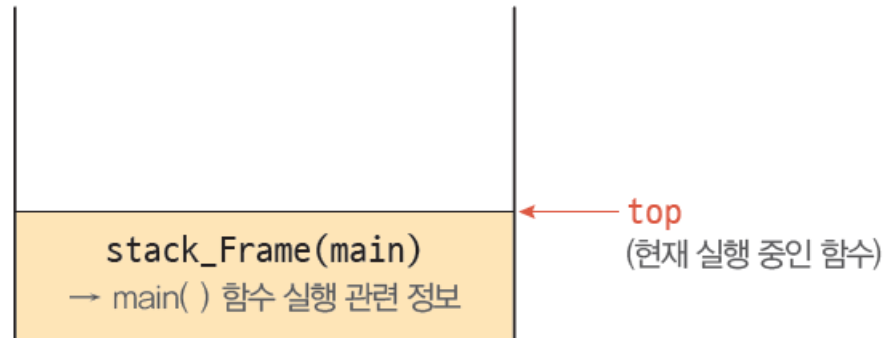 stack_Frame(main)
→ main( ) 함수 실행 관련 정보
top
(현재 실행 중인 함수)